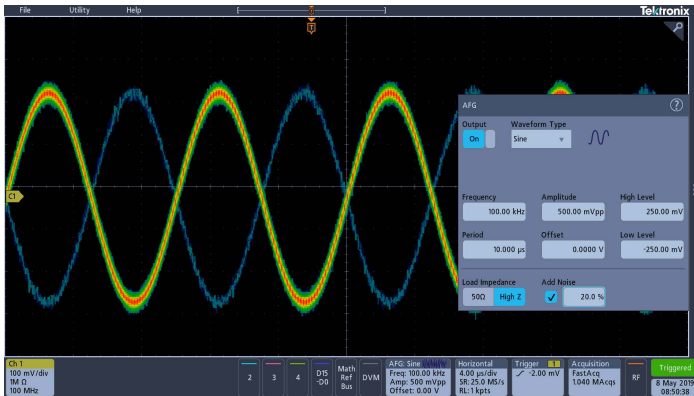 File Utility Help [ ] Tektronix
T
AFG ?
Output Waveform Type
On Sine
C1
Frequency Amplitude High Level
100.00 kHz 500.00 mVpp 250.00 mV
Period Offset Low Level
10.000 µs 0.0000 V -250.00 mV
Load Impedance Add Noise
50Ω High Z 20.0 %
Ch 1
100 mV/div
1M Ω
100 MHz
2 3 4
D15
-D0
Math
Ref
Bus
DVM
AFG: Sine
Freq: 100.00 kHz
Amp: 500 mVpp
Offset: 0.00 V
Horizontal
4.00 µs/div
SR: 25.0 MS/s
RL: 1 kpts
Trigger 1
-2.00 mV
Acquisition
FastAcq
1.040 MAcqs
RF
Triggered
8 May 2019
08:50:38